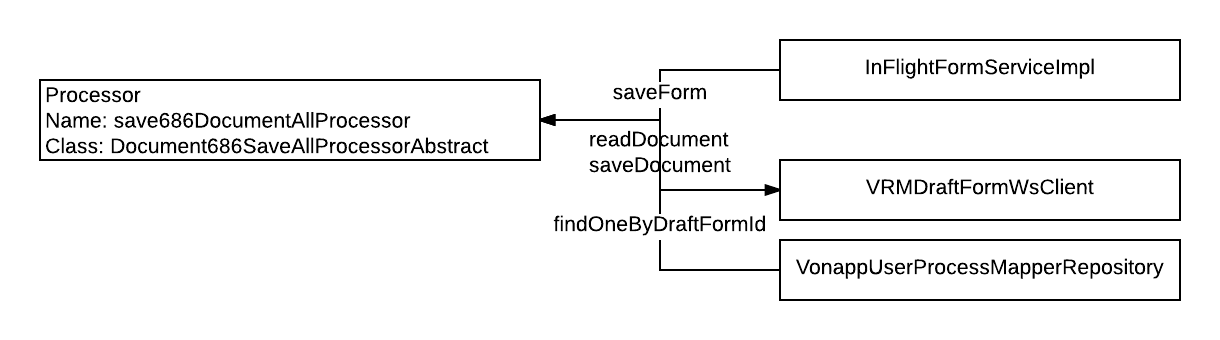 Processor
Name: save686DocumentAllProcessor
Class: Document686SaveAllProcessorAbstract
saveForm
readDocument
saveDocument
findOneByDraftFormId
InFlightFormServiceImpl
VRMDraftFormWsClient
VonappUserProcessMapperRepository